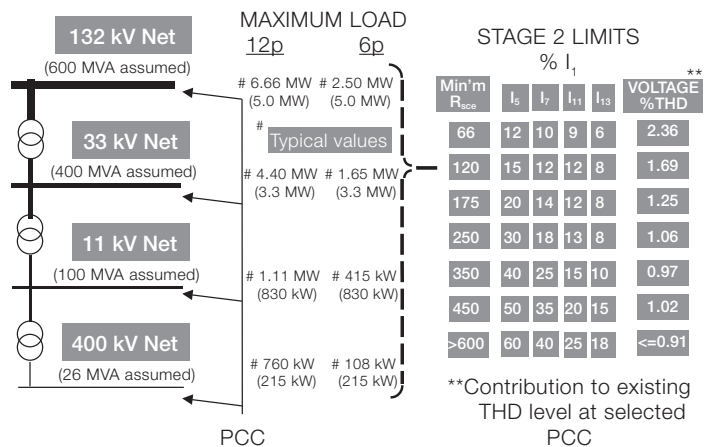 MAXIMUM LOAD
12p 6p
132 kV Net
(600 MVA assumed)
# 6.66 MW # 2.50 MW
(5.0 MW) (5.0 MW)
#
Typical values
33 kV Net
(400 MVA assumed)
# 4.40 MW # 1.65 MW
(3.3 MW) (3.3 MW)
11 kV Net
(100 MVA assumed)
# 1.11 MW # 415 kW
(830 kW) (830 kW)
400 kV Net
(26 MVA assumed)
# 760 kW # 108 kW
(215 kW) (215 kW)
PCC
STAGE 2 LIMITS
% I1
**
Min'm Rsce I5 I7 I11 I13 VOLTAGE %THD
66 12 10 9 6 2.36
120 15 12 12 8 1.69
175 20 14 12 8 1.25
250 30 18 13 8 1.06
350 40 25 15 10 0.97
450 50 35 20 15 1.02
>600 60 40 25 18 <=0.91
**Contribution to existing
THD level at selected
PCC